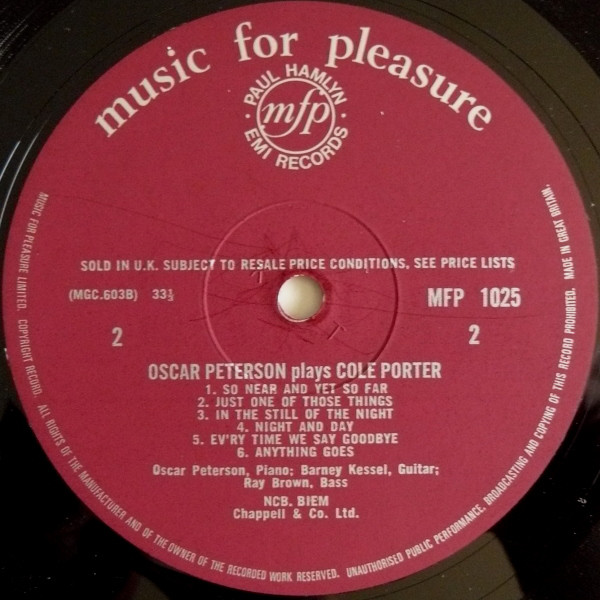 music for pleasure
PAUL HAMLYN
mfp
EMI RECORDS
SOLD IN U.K. SUBJECT TO RESALE PRICE CONDITIONS, SEE PRICE LISTS
(MGC.603B) 33⅓
MFP 1025
2
2
OSCAR PETERSON plays COLE PORTER
1. SO NEAR AND YET SO FAR
2. JUST ONE OF THOSE THINGS
3. IN THE STILL OF THE NIGHT
4. NIGHT AND DAY
5. EV'RY TIME WE SAY GOODBYE
6. ANYTHING GOES
Oscar Peterson, Piano; Barney Kessel, Guitar;
Ray Brown, Bass
NCB. BIEM
Chappell & Co. Ltd.
MUSIC FOR PLEASURE LIMITED. COPYRIGHT RECORD. ALL RIGHTS OF THE MANUFACTURER AND OF THE OWNER OF THE RECORDED WORK RESERVED. UNAUTHORISED PUBLIC PERFORMANCE, BROADCASTING AND COPYING OF THIS RECORD PROHIBITED. MADE IN GREAT BRITAIN.